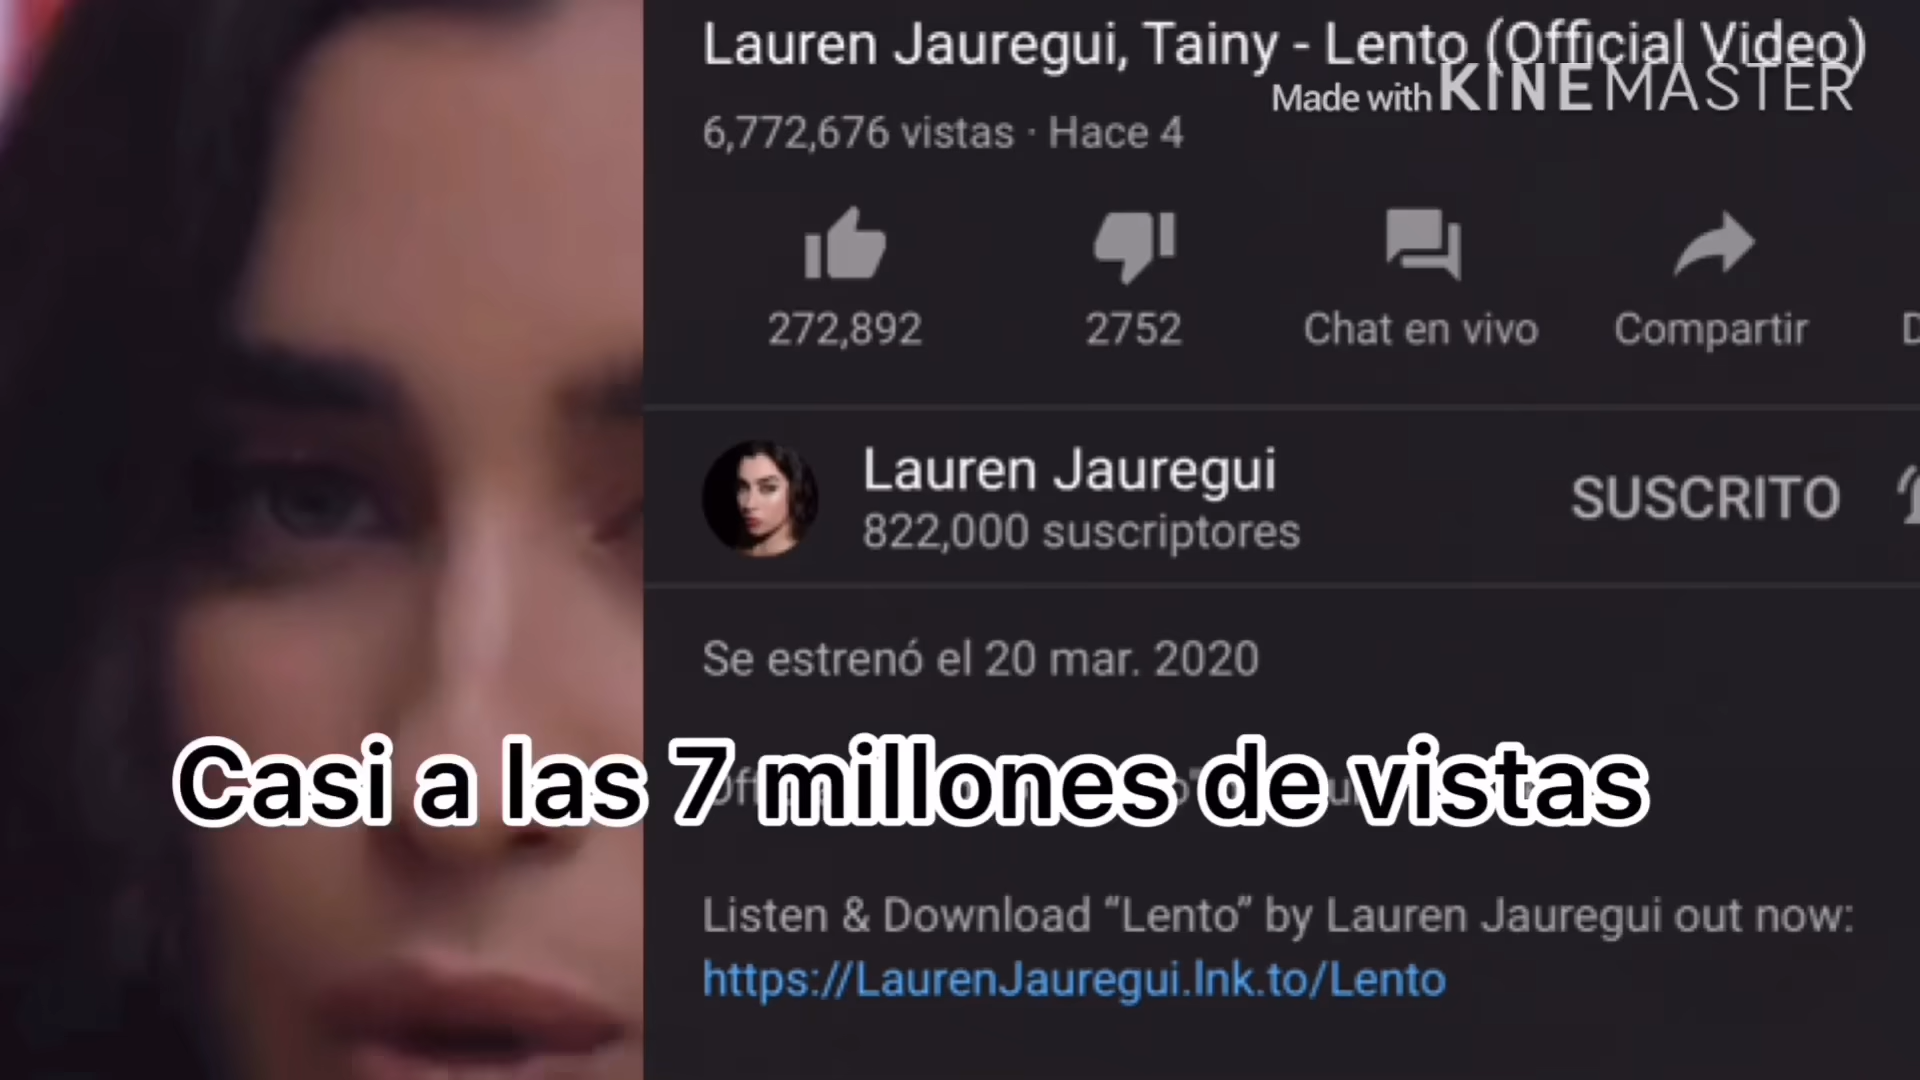 Lauren Jauregui, Tainy - Lento (Official Video)
Made with KINEMASTER
6,772,676 vistas · Hace 4
272,892
2752
Chat en vivo
Compartir
D
Lauren Jauregui
822,000 suscriptores
SUSCRITO
Se estrenó el 20 mar. 2020
Casi a las 7 millones de vistas
Listen & Download “Lento” by Lauren Jauregui out now:
https://LaurenJauregui.lnk.to/Lento